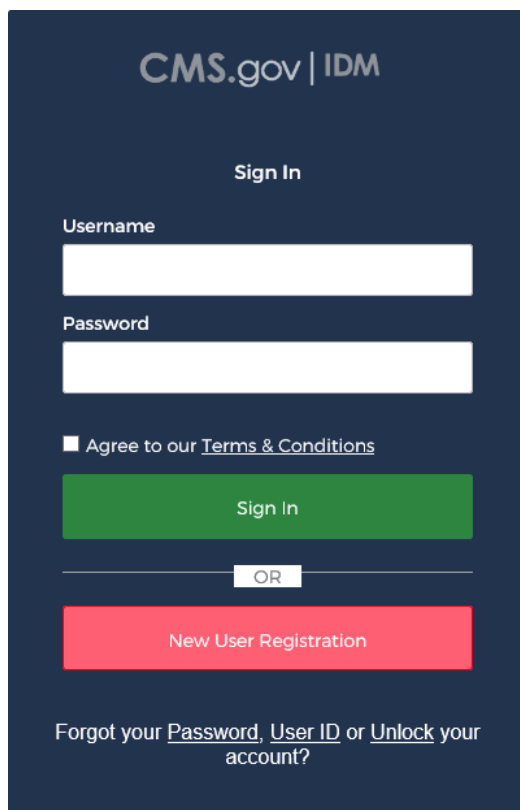 CMS.gov | IDM
Sign In
Username
Password
Agree to our Terms & Conditions
Sign In
OR
New User Registration
Forgot your Password, User ID or Unlock your
account?